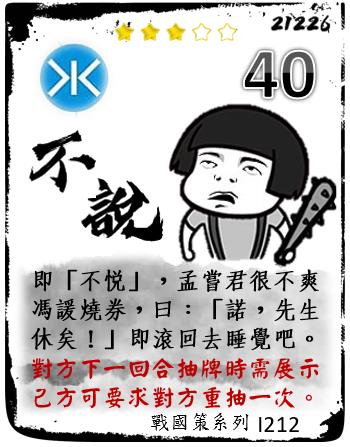 21226
40
不說
即「不悦」，孟嘗君很不爽
馮諼燒券，曰：「諾，先生
休矣！」即滾回去睡覺吧。
對方下一回合抽牌時需展示
己方可要求對方重抽一次。
戰國策系列 I212